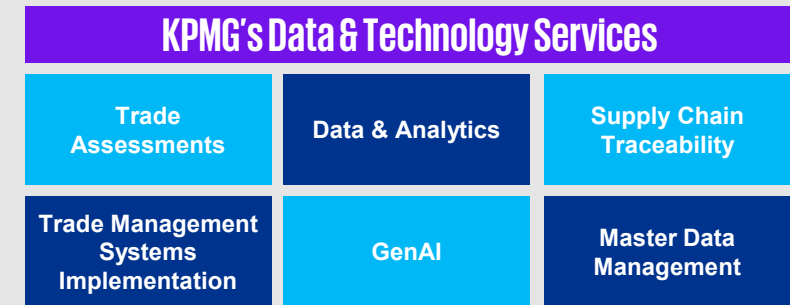 KPMG's Data & Technology Services
Trade
Assessments
Data & Analytics
Supply Chain
Traceability
Trade Management
Systems
Implementation
GenAI
Master Data
Management